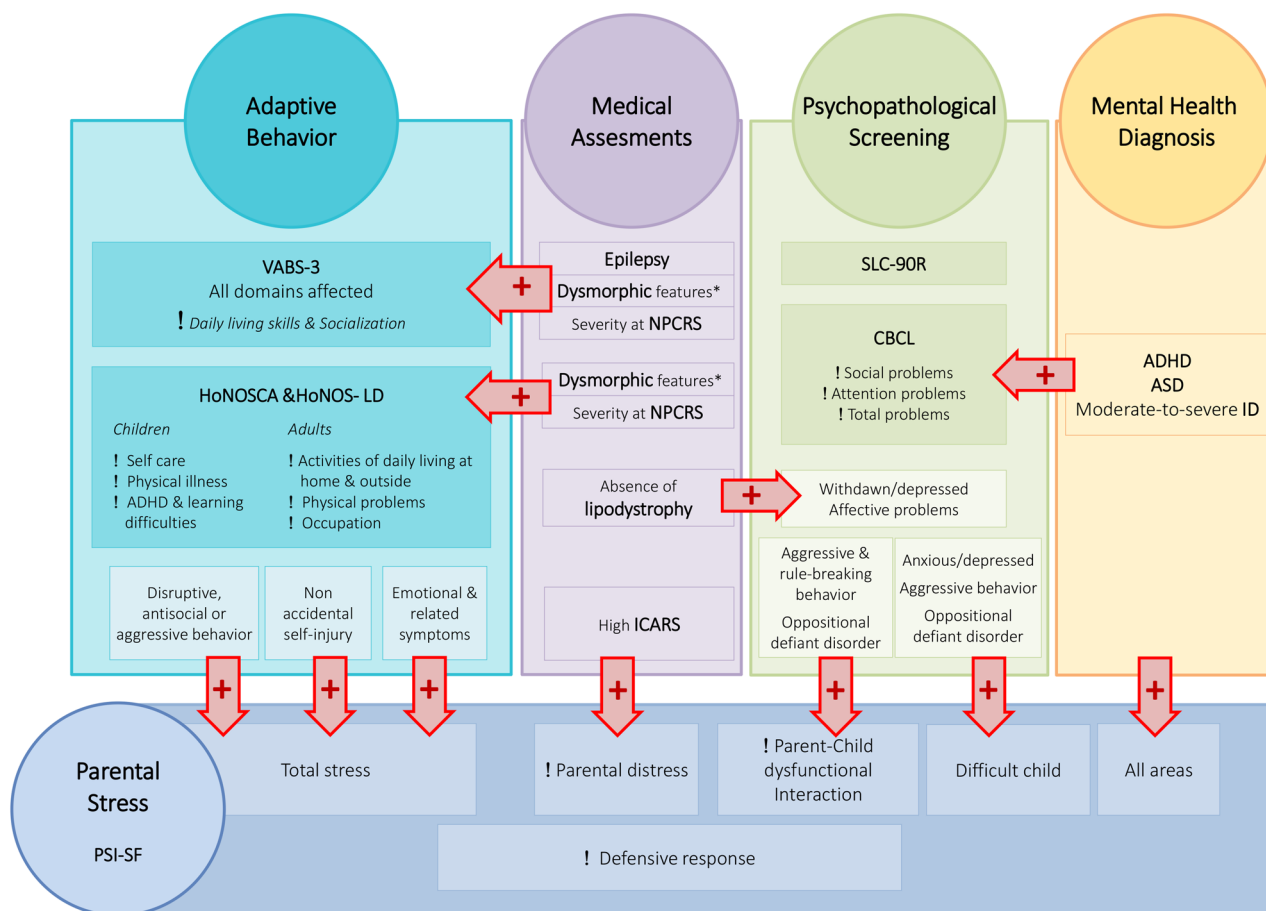 Adaptive
Behavior
Medical
Assesments
Psychopathological
Screening
Mental Health
Diagnosis
VABS-3
All domains affected
! Daily living skills & Socialization
HoNOSCA &HoNOS- LD
Children
! Self care
! Physical illness
! ADHD & learning
difficulties
Adults
! Activities of daily living at
home & outside
! Physical problems
! Occupation
Disruptive,
antisocial or
aggressive behavior
Non
accidental
self-injury
Emotional &
related
symptoms
+
+
+
Epilepsy
Dysmorphic features*
Severity at NPCRS
+
Dysmorphic features*
Severity at NPCRS
+
Absence of
lipodystrophy
+
High ICARS
+
SLC-90R
CBCL
! Social problems
! Attention problems
! Total problems
+
Withdawn/depressed
Affective problems
Aggressive &
rule-breaking
behavior
Oppositional
defiant disorder
Anxious/depressed
Aggressive behavior
Oppositional
defiant disorder
+
+
ADHD
ASD
Moderate-to-severe ID
+
Parental
Stress
PSI-SF
Total stress
! Parental distress
! Parent-Child
dysfunctional
Interaction
Difficult child
All areas
! Defensive response